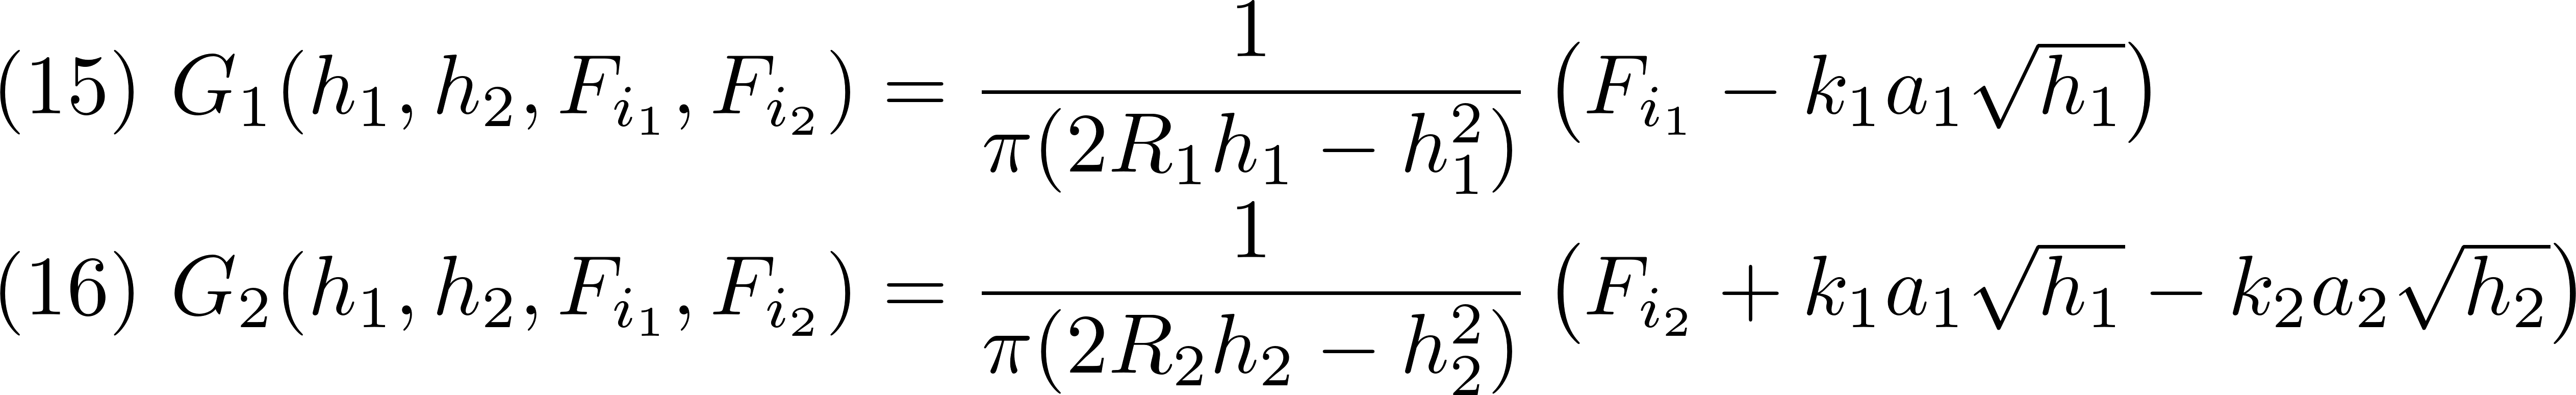 (15) $G_1(h_1, h_2, F_{i_1}, F_{i_2}) = \frac{1}{\pi(2R_1h_1 - h_1^2)} \left(F_{i_1} - k_1a_1\sqrt{h_1}\right)$
(16) $G_2(h_1, h_2, F_{i_1}, F_{i_2}) = \frac{1}{\pi(2R_2h_2 - h_2^2)} \left(F_{i_2} + k_1a_1\sqrt{h_1} - k_2a_2\sqrt{h_2}\right)$